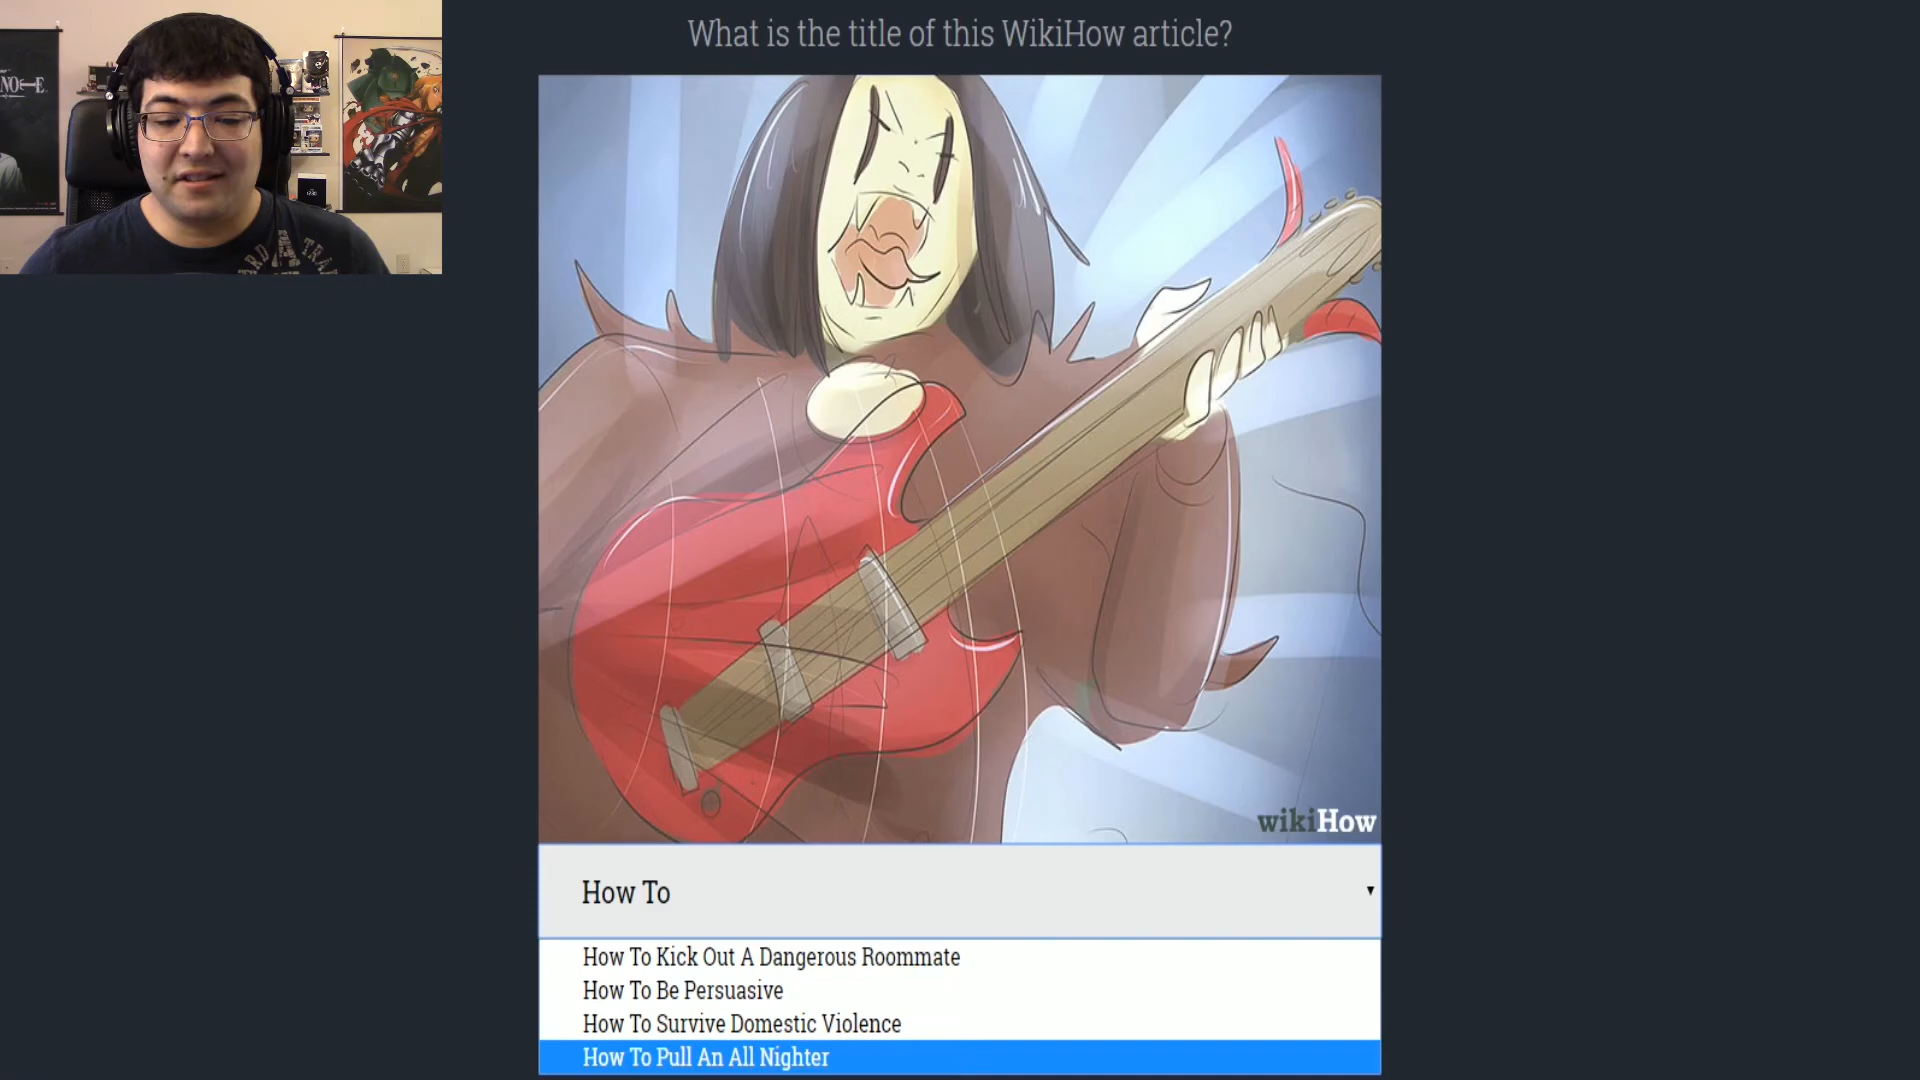 What is the title of this WikiHow article?
NOTE
wikiHow
How To
How To Kick Out A Dangerous Roommate
How To Be Persuasive
How To Survive Domestic Violence
How To Pull An All Nighter